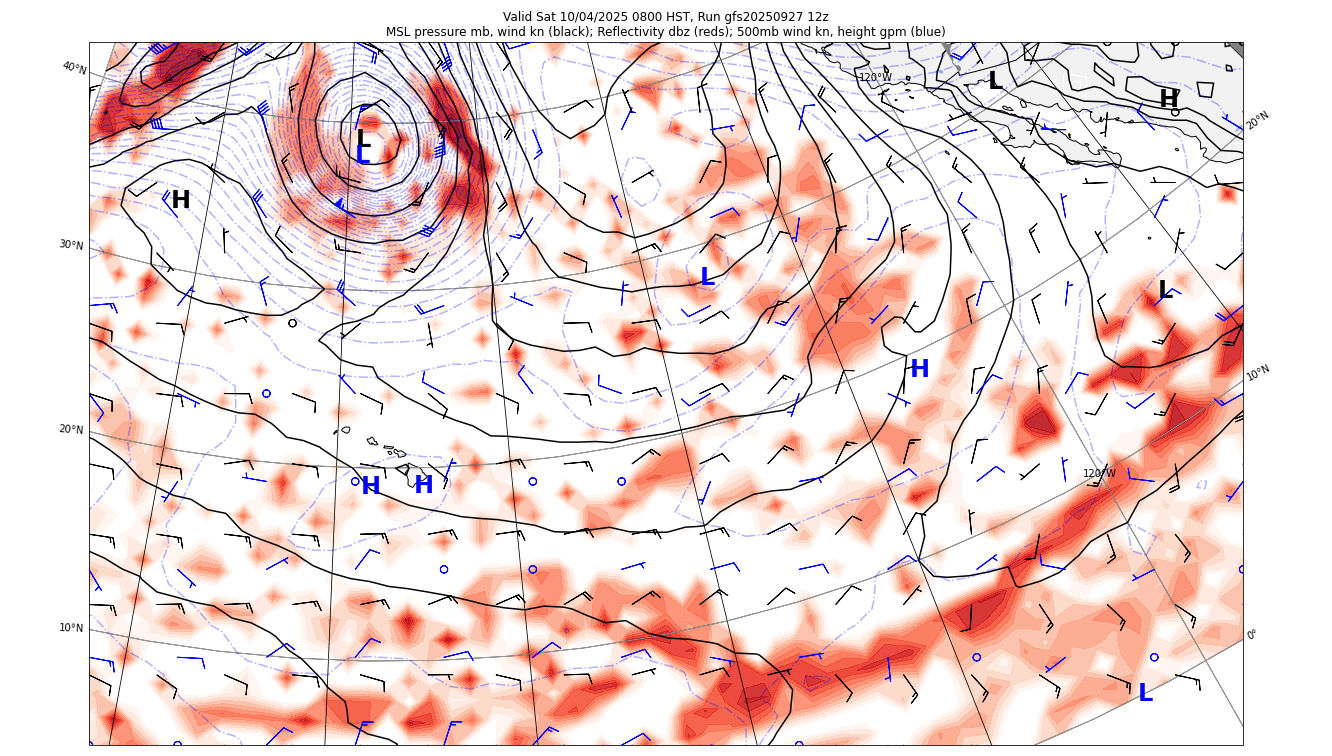 Valid Sat 10/04/2025 0800 HST, Run gfs20250927 12z
MSL pressure mb, wind kn (black); Reflectivity dbz (reds); 500mb wind kn, height gpm (blue)
40°N
120°W
L
H
20°N
L
L
H
30°N
L
L
H
10°N
20°N
120°W
H
H
10°N
0°
L